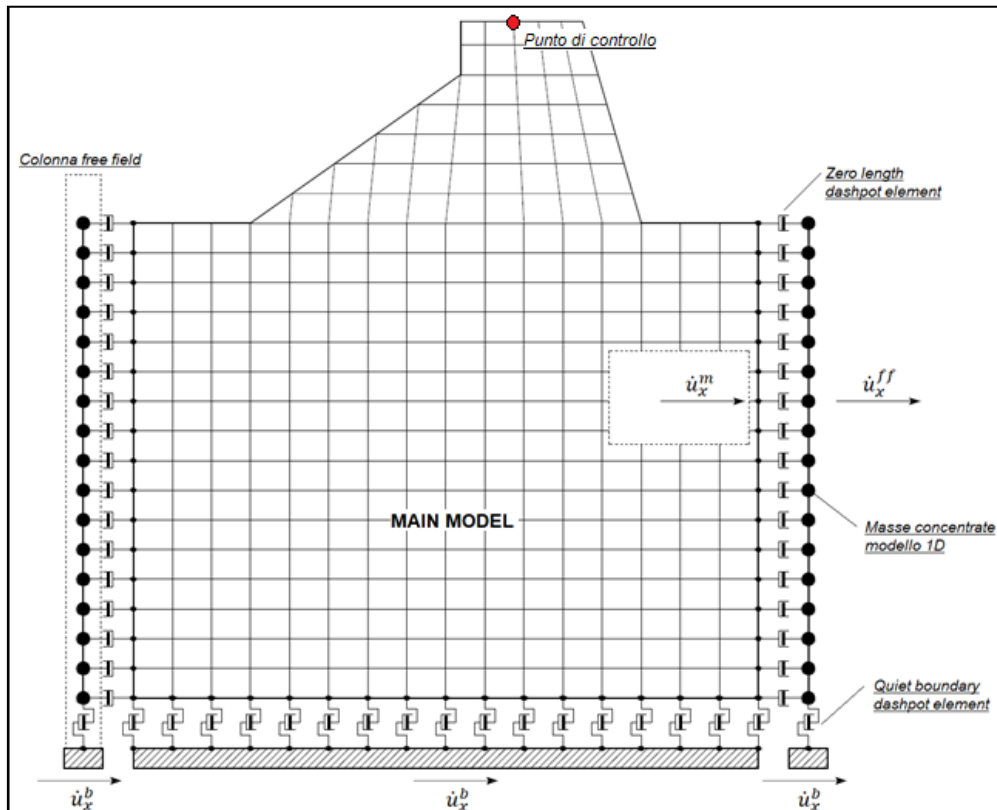 Punto di controllo
Colonna free field
Zero length
dashpot element
u̇ₓᵐ
u̇ₓᶠᶠ
MAIN MODEL
Masse concentrate
modello 1D
Quiet boundary
dashpot element
u̇ₓᵇ
u̇ₓᵇ
u̇ₓᵇ